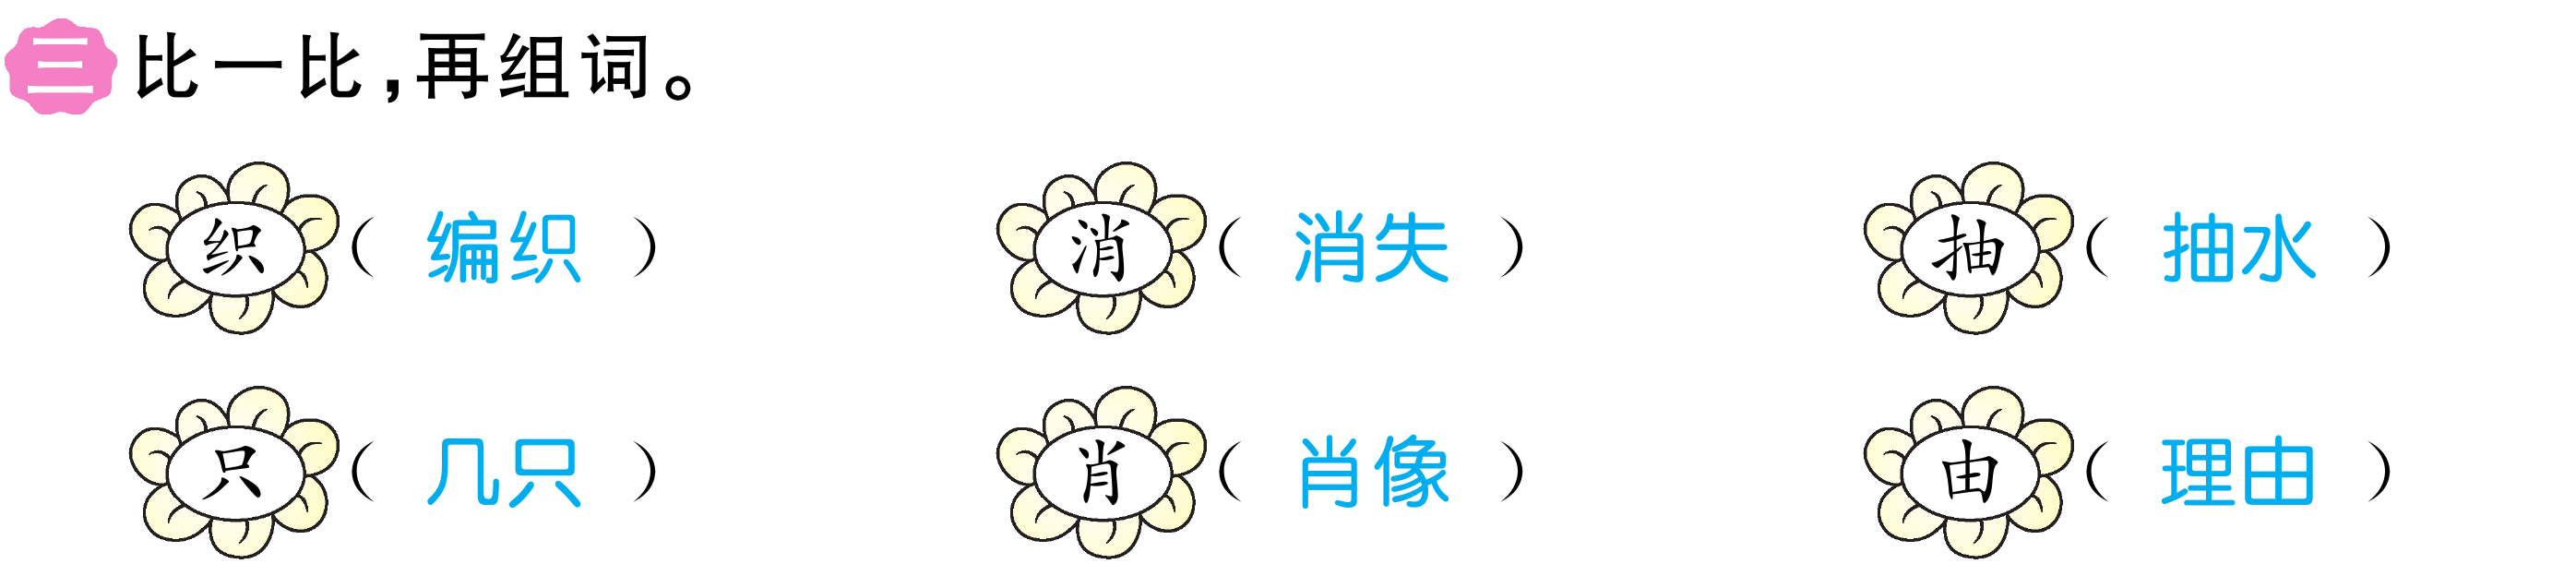 三 比一比,再组词。
织( 编织 ) 消( 消失 ) 抽( 抽水 )
只( 几只 ) 肖( 肖像 ) 由( 理由 )